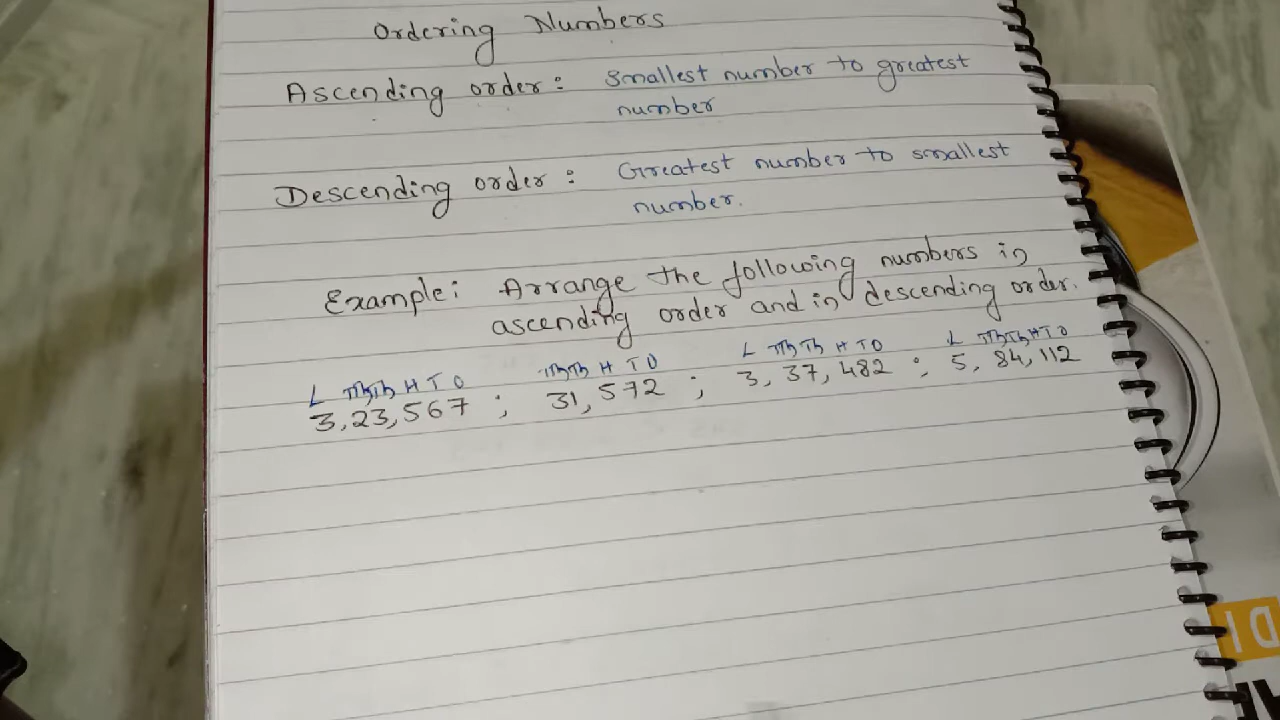 Ordering Numbers
Ascending order: Smallest number to greatest
number
Descending order: Greatest number to smallest
number.
Example: Arrange the following numbers in
ascending order and in descending order.
L TTh Th H T O TTh Th H T O L TTh Th H T O L TTh Th H T O
3,23,567 ; 31,572 ; 3,37,482 ; 5,84,112
DI